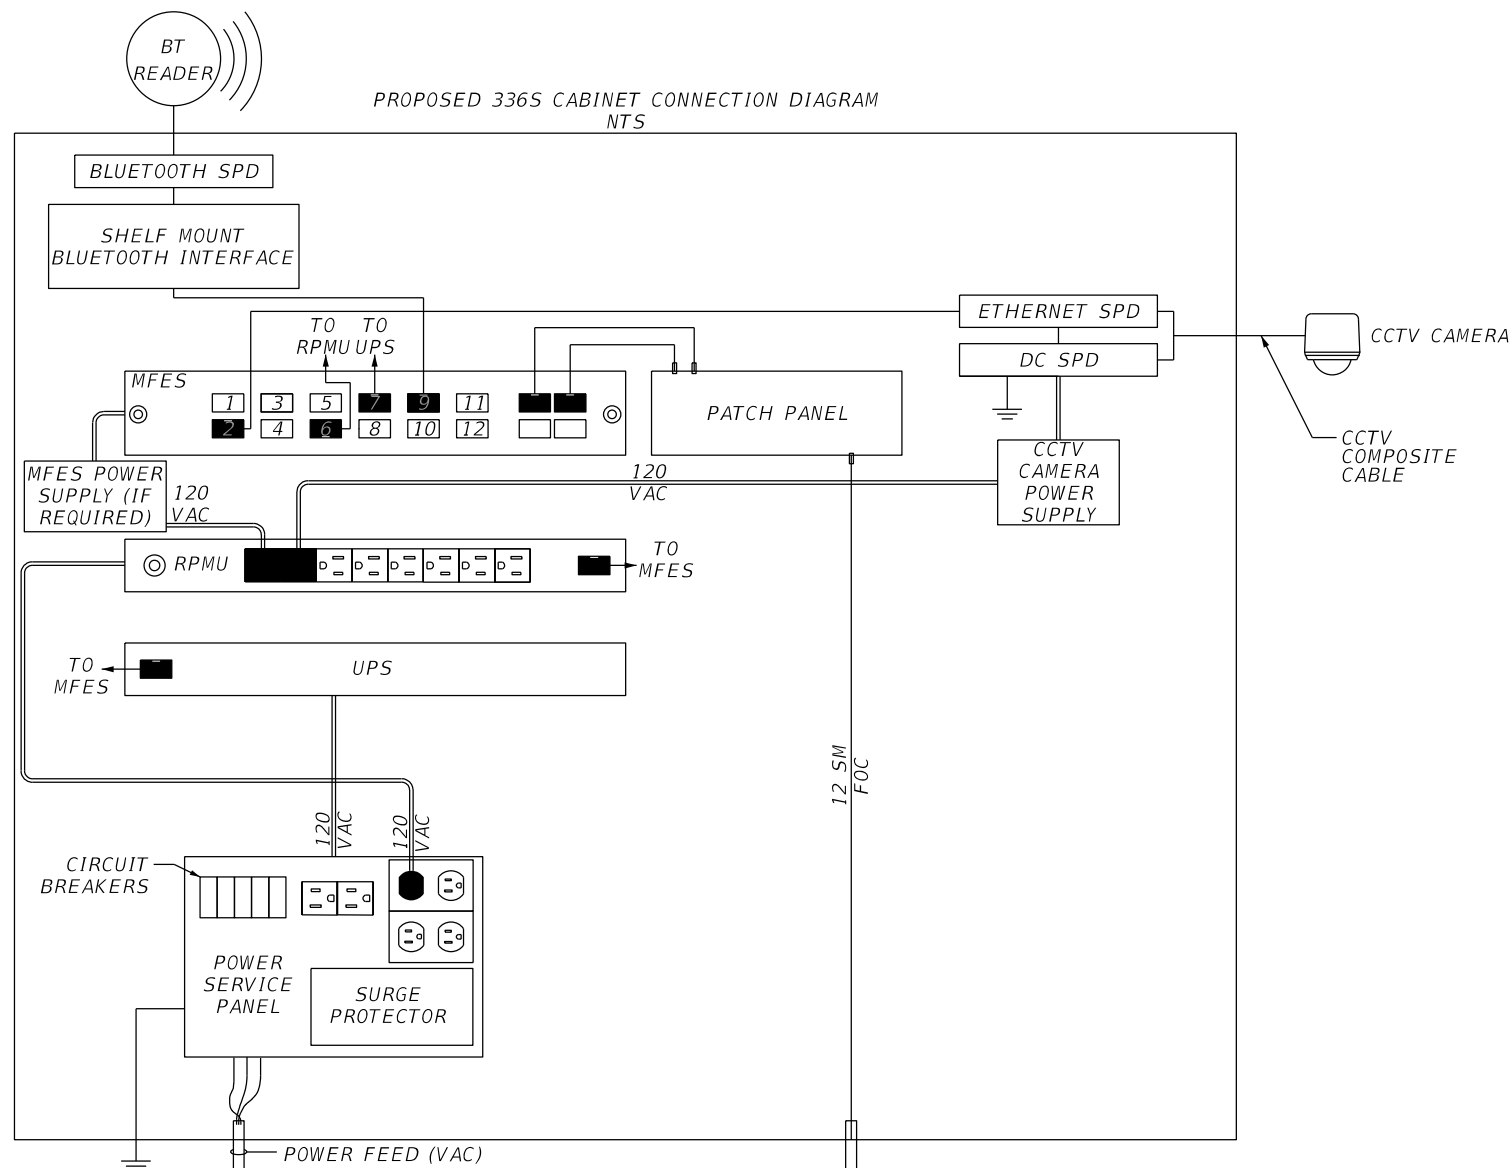 BT
READER
PROPOSED 336S CABINET CONNECTION DIAGRAM
NTS
BLUETOOTH SPD
SHELF MOUNT
BLUETOOTH INTERFACE
ETHERNET SPD
DC SPD
CCTV CAMERA
TO
RPMU
TO
UPS
MFES
1
3
5
7
9
11
2
4
6
8
10
12
PATCH PANEL
CCTV
COMPOSITE
CABLE
MFES POWER
SUPPLY (IF
REQUIRED)
120
VAC
120
VAC
CCTV
CAMERA
POWER
SUPPLY
RPMU
TO
MFES
TO
MFES
UPS
12 SM
FOC
120
VAC
120
VAC
CIRCUIT
BREAKERS
POWER
SERVICE
PANEL
SURGE
PROTECTOR
POWER FEED (VAC)